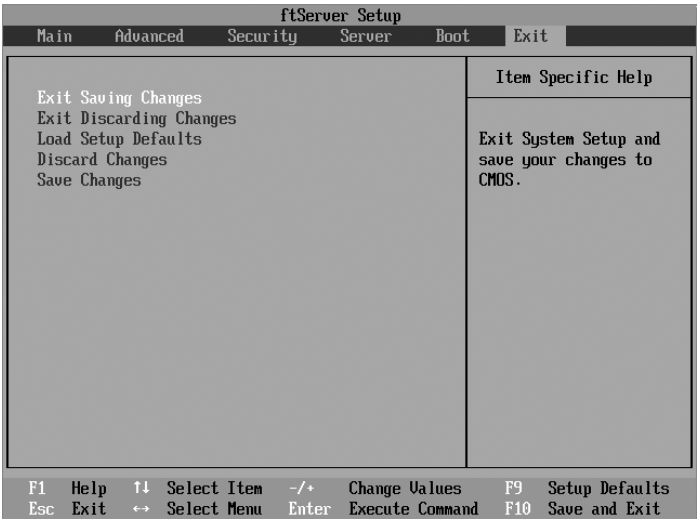 ftServer Setup
Main Advanced Security Server Boot Exit
Item Specific Help
Exit Saving Changes
Exit Discarding Changes
Load Setup Defaults
Discard Changes
Save Changes
Exit System Setup and
save your changes to
CMOS.
F1 Help ↑↓ Select Item -/+ Change Values F9 Setup Defaults
Esc Exit ↔ Select Menu Enter Execute Command F10 Save and Exit